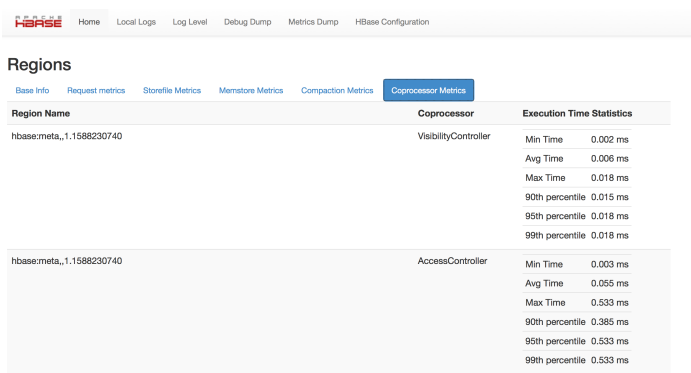 APACHE
HBASE
Home Local Logs Log Level Debug Dump Metrics Dump HBase Configuration
Regions
Base Info Request metrics Storefile Metrics Memstore Metrics Compaction Metrics Coprocessor Metrics
Region Name Coprocessor Execution Time Statistics
hbase:meta,,1.1588230740 VisibilityController Min Time 0.002 ms
Avg Time 0.006 ms
Max Time 0.018 ms
90th percentile 0.015 ms
95th percentile 0.018 ms
99th percentile 0.018 ms
hbase:meta,,1.1588230740 AccessController Min Time 0.003 ms
Avg Time 0.055 ms
Max Time 0.533 ms
90th percentile 0.385 ms
95th percentile 0.533 ms
99th percentile 0.533 ms